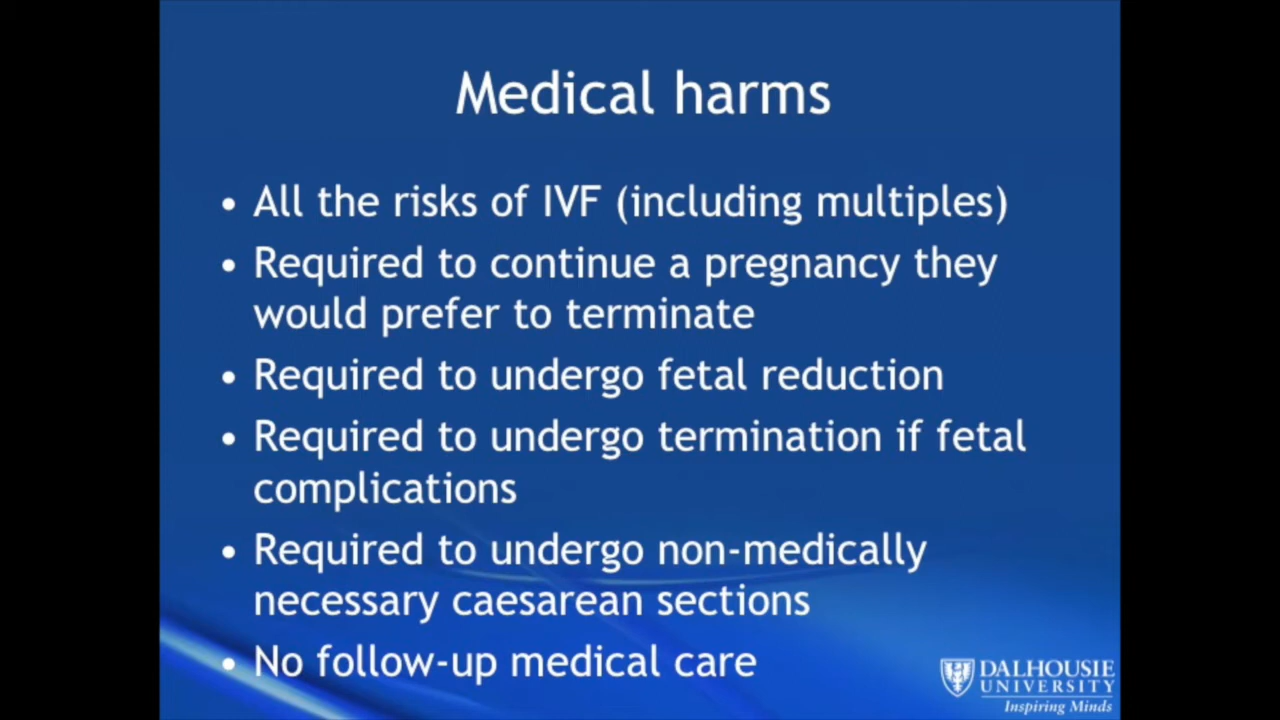 Medical harms
• All the risks of IVF (including multiples)
• Required to continue a pregnancy they
would prefer to terminate
• Required to undergo fetal reduction
• Required to undergo termination if fetal
complications
• Required to undergo non-medically
necessary caesarean sections
• No follow-up medical care
DALHOUSIE
UNIVERSITY
Inspiring Minds